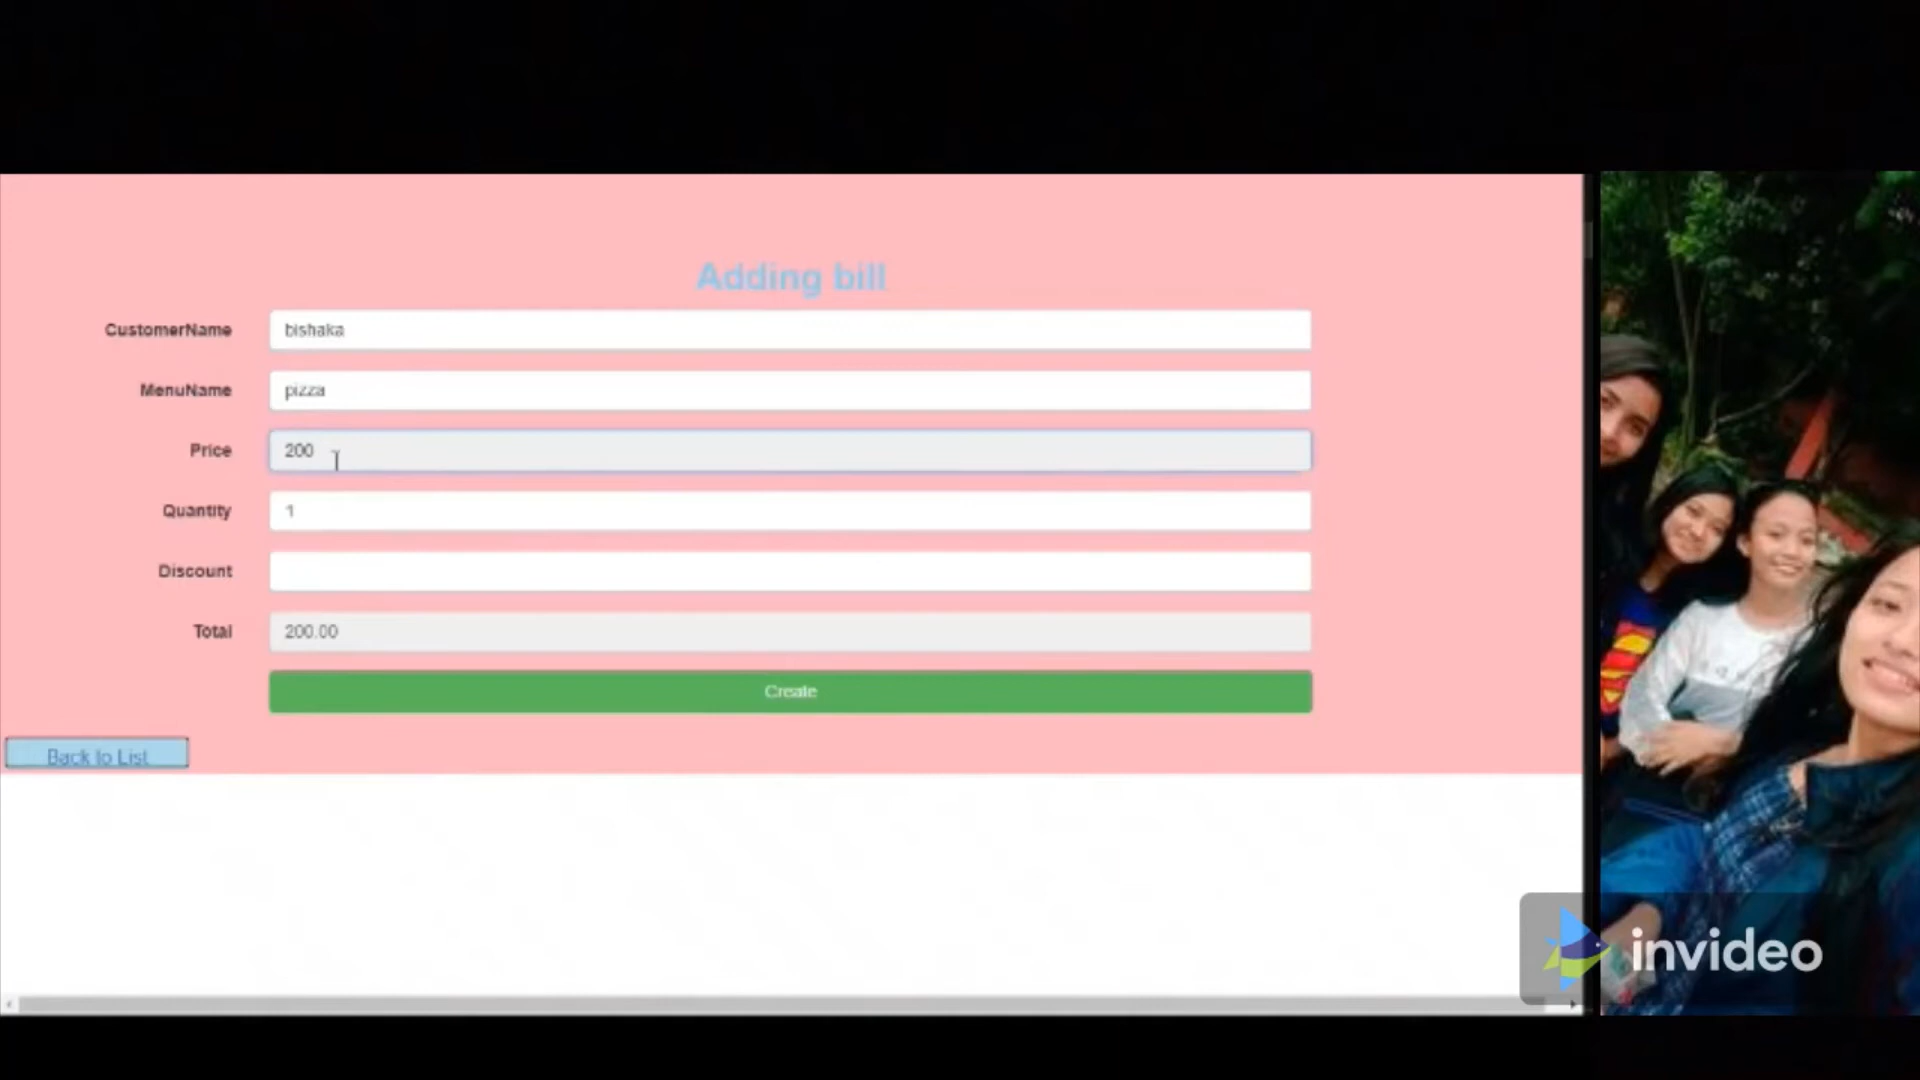 Adding bill
CustomerName bishaka
MenuName pizza
Price 200
Quantity 1
Discount
Total 200.00
Create
Back to List
invideo